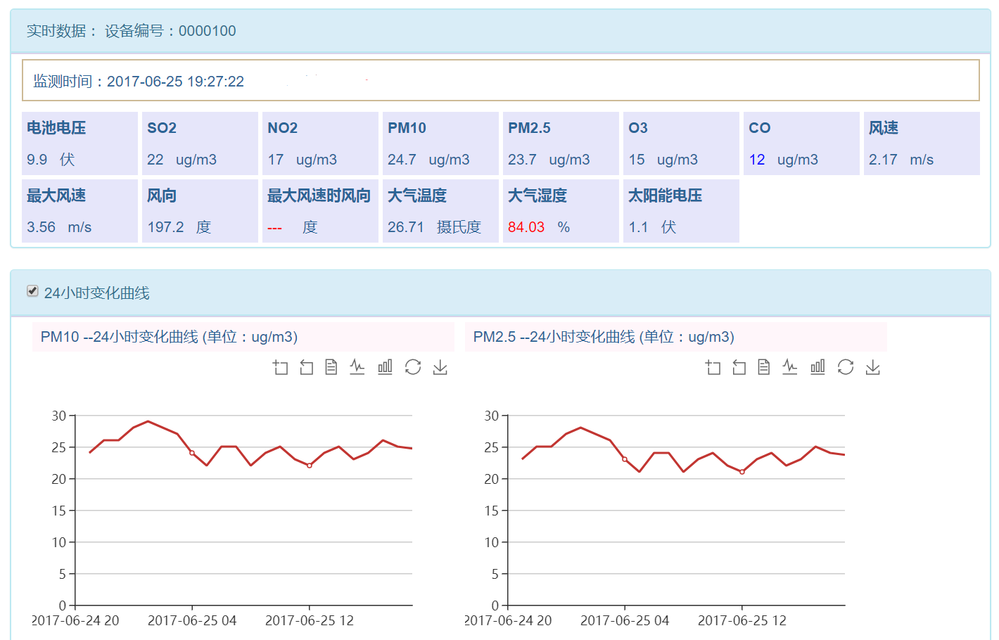 实时数据： 设备编号：0000100
监测时间：2017-06-25 19:27:22
电池电压 SO2 NO2 PM10 PM2.5 O3 CO 风速
9.9 伏 22 ug/m3 17 ug/m3 24.7 ug/m3 23.7 ug/m3 15 ug/m3 12 ug/m3 2.17 m/s
最大风速 风向 最大风速时风向 大气温度 大气湿度 太阳能电压
3.56 m/s 197.2 度 --- 度 26.71 摄氏度 84.03 % 1.1 伏
24小时变化曲线
PM10 --24小时变化曲线 (单位：ug/m3)
30
25
20
15
10
5
0
2017-06-24 20 2017-06-25 04 2017-06-25 12
PM2.5 --24小时变化曲线 (单位：ug/m3)
30
25
20
15
10
5
0
2017-06-24 20 2017-06-25 04 2017-06-25 12